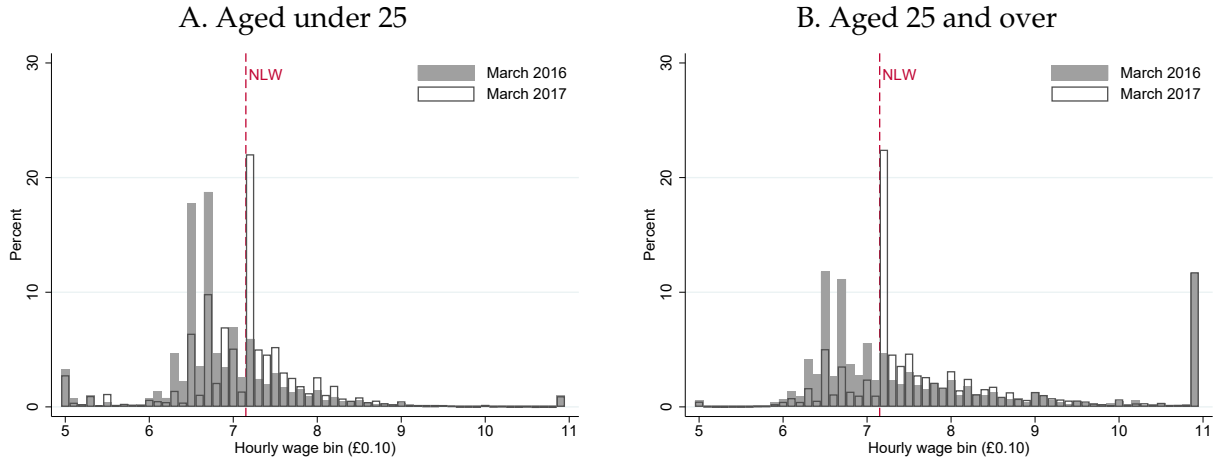 A. Aged under 25
NLW
March 2016
March 2017
30
20
10
0
Percent
5 6 7 8 9 10 11
Hourly wage bin (£0.10)
B. Aged 25 and over
NLW
March 2016
March 2017
30
20
10
0
Percent
5 6 7 8 9 10 11
Hourly wage bin (£0.10)